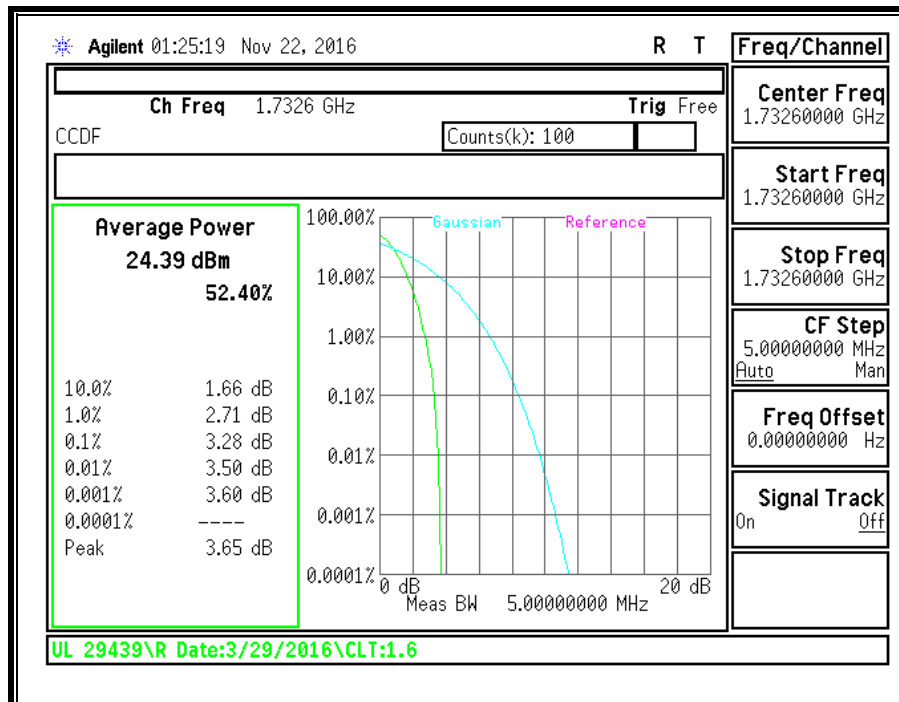 Agilent 01:25:19 Nov 22, 2016 R T
Ch Freq 1.7326 GHz Trig Free
CCDF Counts(k): 100
Average Power
24.39 dBm
52.40%
10.0% 1.66 dB
1.0% 2.71 dB
0.1% 3.28 dB
0.01% 3.50 dB
0.001% 3.60 dB
0.0001% ----
Peak 3.65 dB
Gaussian Reference
100.00%
10.00%
1.00%
0.10%
0.01%
0.001%
0.0001%
0 dB 20 dB
Meas BW 5.00000000 MHz
Freq/Channel
Center Freq
1.73260000 GHz
Start Freq
1.73260000 GHz
Stop Freq
1.73260000 GHz
CF Step
5.00000000 MHz
Auto Man
Freq Offset
0.00000000 Hz
Signal Track
On Off
UL 29439\R Date:3/29/2016\CLT:1.6